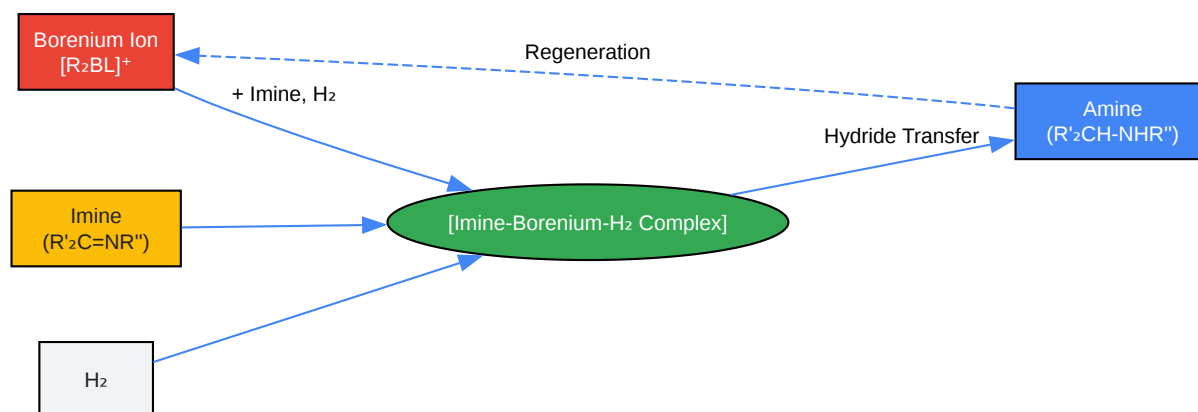 Borenium Ion
[R₂BL]⁺
Regeneration
+ Imine, H₂
Amine
(R'₂CH-NHR")
Hydride Transfer
Imine
(R'₂C=NR")
[Imine-Borenium-H₂ Complex]
H₂